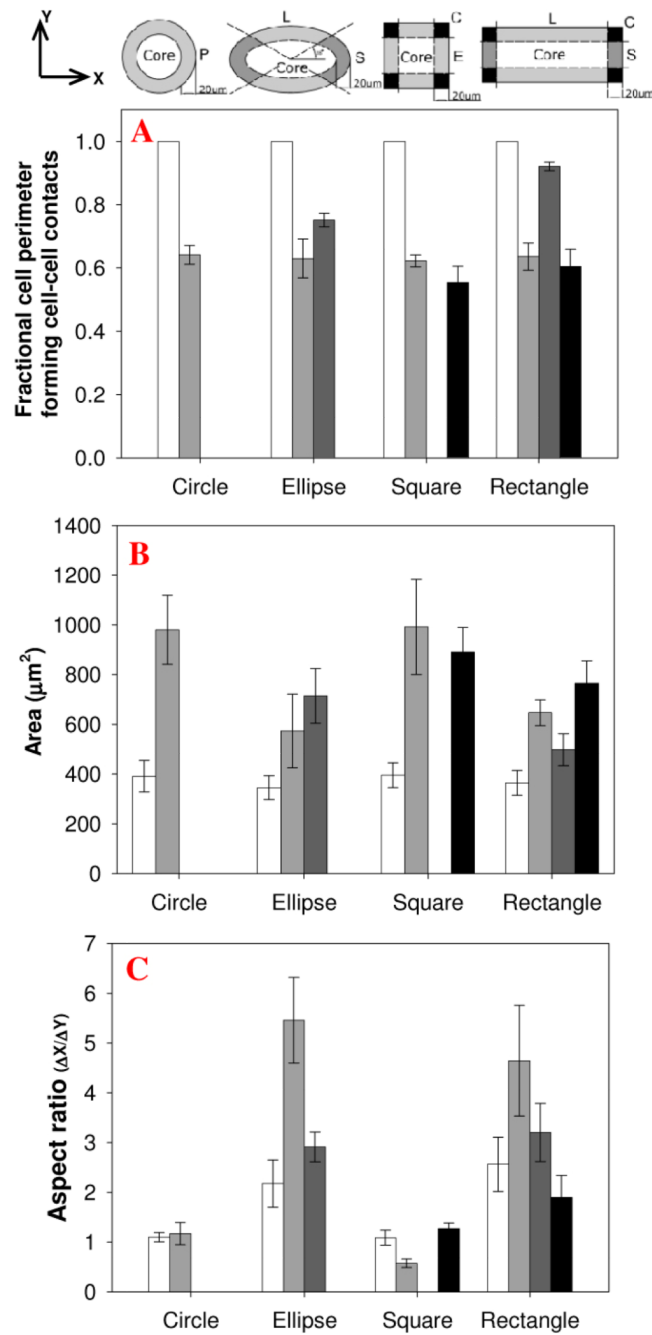 Y
X
Core
P
20um
L
Core
S
20um
C
Core
E
20um
L
C
Core
S
20um
A
Fractional cell perimeter
forming cell-cell contacts
1.0
0.8
0.6
0.4
0.2
0.0
Circle Ellipse Square Rectangle
B
Area (μm²)
1400
1200
1000
800
600
400
200
0
Circle Ellipse Square Rectangle
C
Aspect ratio (ΔX/ΔY)
7
6
5
4
3
2
1
0
Circle Ellipse Square Rectangle